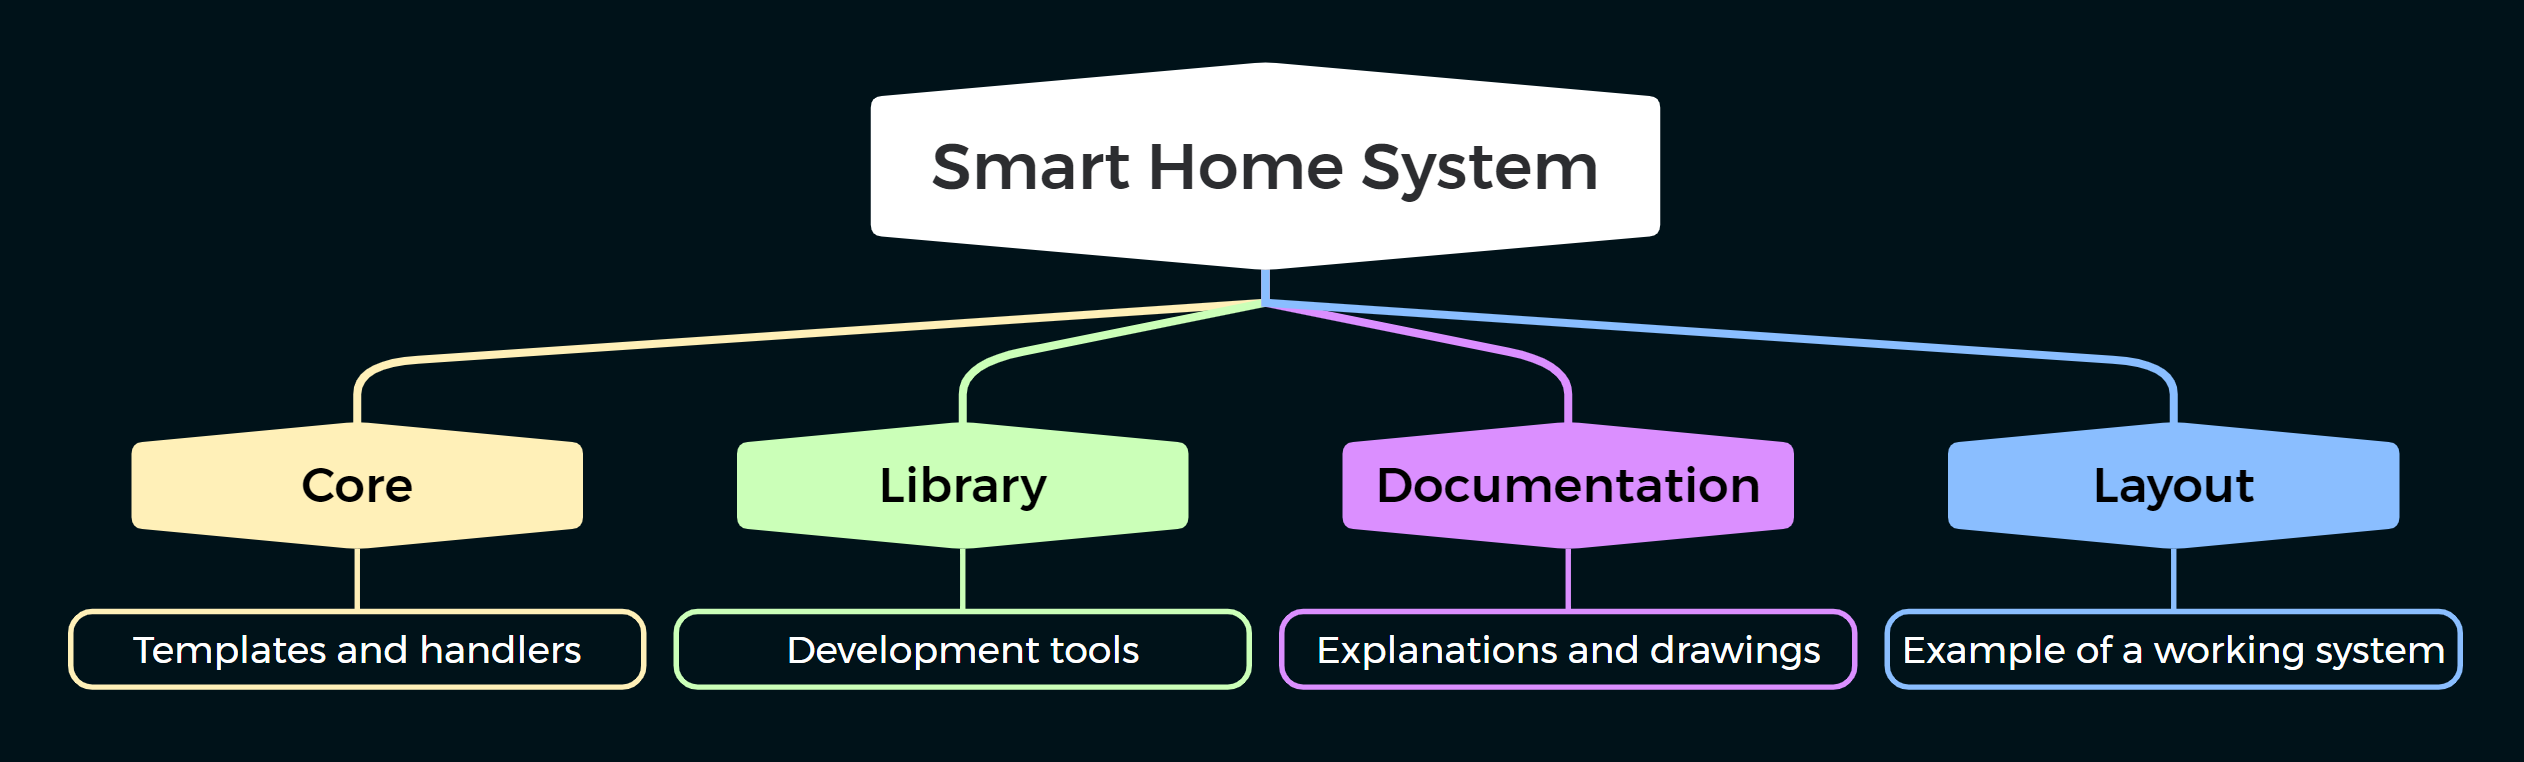 Smart Home System
Core
Library
Documentation
Layout
Templates and handlers
Development tools
Explanations and drawings
Example of a working system